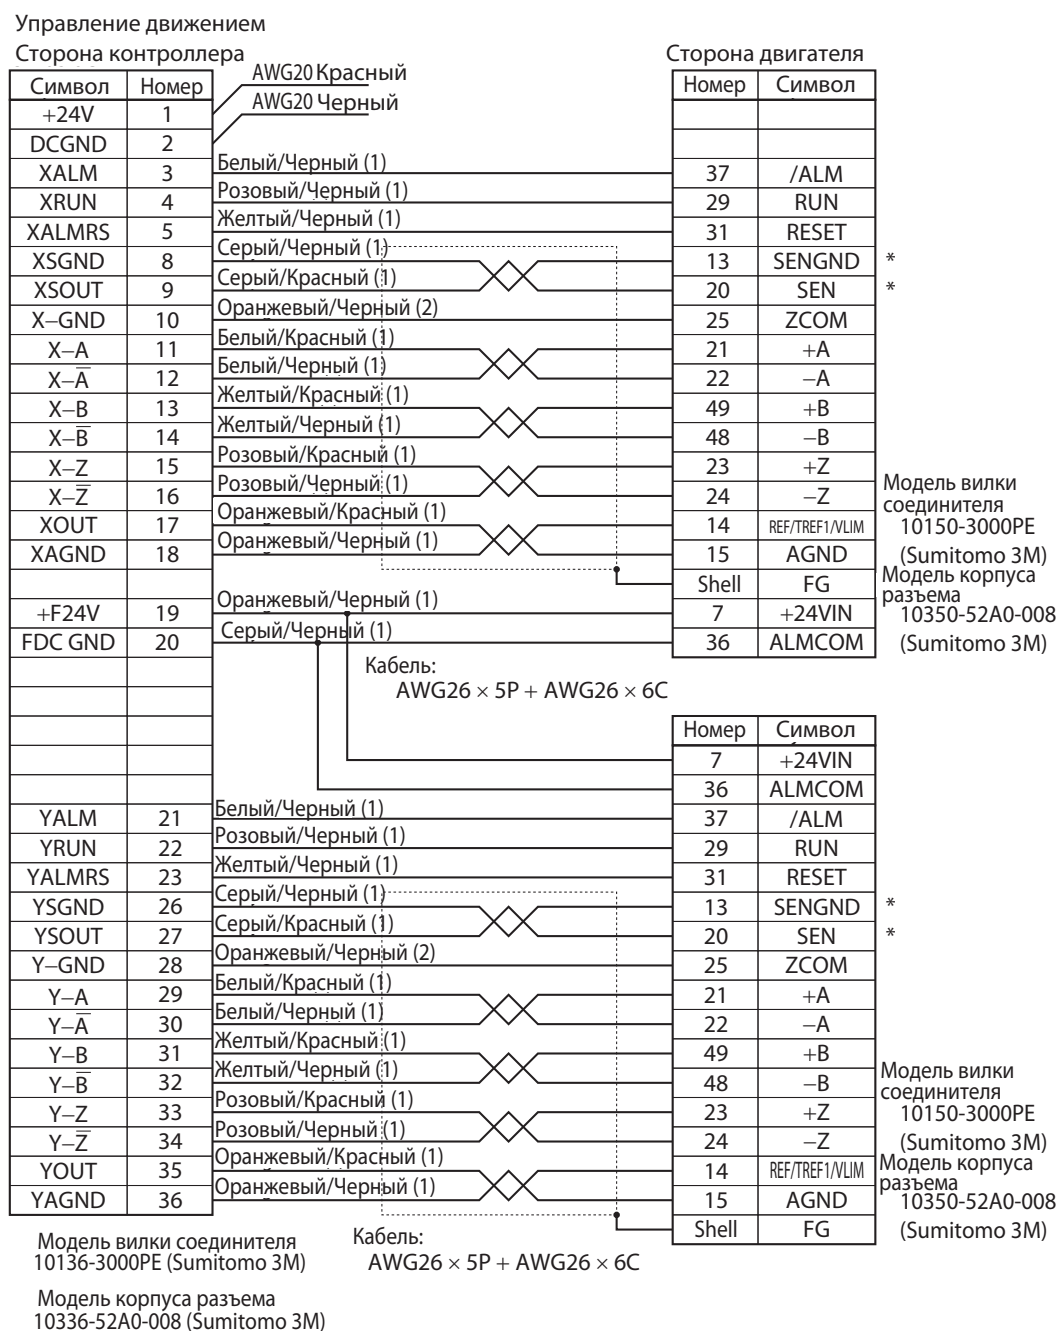 Управление движением
Сторона контроллера
Сторона двигателя
Символ Номер AWG20 Красный Номер Символ
+24V 1 AWG20 Черный
DCGND 2
XALM 3 Белый/Черный (1) 37 /ALM
XRUN 4 Розовый/Черный (1) 29 RUN
XALMRS 5 Желтый/Черный (1) 31 RESET
XSGND 8 Серый/Черный (1) 13 SENGND *
XSOUT 9 Серый/Красный (1) 20 SEN *
X–GND 10 Оранжевый/Черный (2) 25 ZCOM
X–A 11 Белый/Красный (1) 21 +A
X–A̅ 12 Белый/Черный (1) 22 –A
X–B 13 Желтый/Красный (1) 49 +B
X–B̅ 14 Желтый/Черный (1) 48 –B
X–Z 15 Розовый/Красный (1) 23 +Z
X–Z̅ 16 Розовый/Черный (1) 24 –Z
XOUT 17 Оранжевый/Красный (1) 14 REF/TREF1/VLIM
XAGND 18 Оранжевый/Черный (1) 15 AGND
Shell FG
+F24V 19 Оранжевый/Черный (1) 7 +24VIN
FDC GND 20 Серый/Черный (1) 36 ALMCOM
Модель вилки
соединителя
10150-3000PE
(Sumitomo 3M)
Модель корпуса
разъема
10350-52A0-008
(Sumitomo 3M)
Кабель:
AWG26 × 5P + AWG26 × 6C
Номер Символ
7 +24VIN
36 ALMCOM
YALM 21 Белый/Черный (1) 37 /ALM
YRUN 22 Розовый/Черный (1) 29 RUN
YALMRS 23 Желтый/Черный (1) 31 RESET
YSGND 26 Серый/Черный (1) 13 SENGND *
YSOUT 27 Серый/Красный (1) 20 SEN *
Y–GND 28 Оранжевый/Черный (2) 25 ZCOM
Y–A 29 Белый/Красный (1) 21 +A
Y–A̅ 30 Белый/Черный (1) 22 –A
Y–B 31 Желтый/Красный (1) 49 +B
Y–B̅ 32 Желтый/Черный (1) 48 –B
Y–Z 33 Розовый/Красный (1) 23 +Z
Y–Z̅ 34 Розовый/Черный (1) 24 –Z
YOUT 35 Оранжевый/Красный (1) 14 REF/TREF1/VLIM
YAGND 36 Оранжевый/Черный (1) 15 AGND
Shell FG
Модель вилки
соединителя
10150-3000PE
(Sumitomo 3M)
Модель корпуса
разъема
10350-52A0-008
(Sumitomo 3M)
Кабель:
AWG26 × 5P + AWG26 × 6C
Модель вилки соединителя
10136-3000PE (Sumitomo 3M)
Модель корпуса разъема
10336-52A0-008 (Sumitomo 3M)